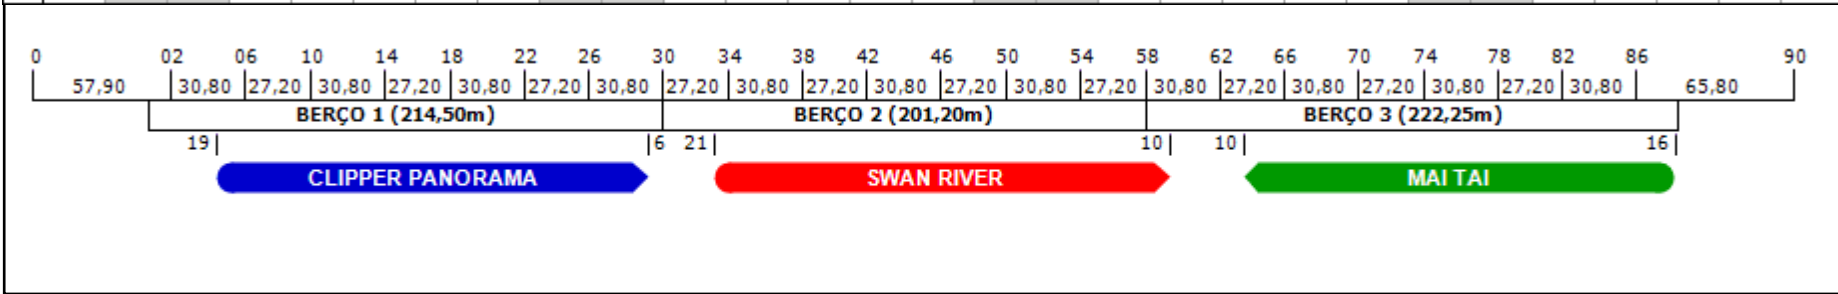 0 02 06 10 14 18 22 26 30 34 38 42 46 50 54 58 62 66 70 74 78 82 86 90
57,90 30,80 27,20 30,80 27,20 30,80 27,20 30,80 27,20 30,80 27,20 30,80 27,20 30,80 27,20 30,80 27,20 30,80 27,20 30,80 27,20 30,80 65,80
BERÇO 1 (214,50m) BERÇO 2 (201,20m) BERÇO 3 (222,25m)
19 6 21 10 10 16
CLIPPER PANORAMA SWAN RIVER MAI TAI